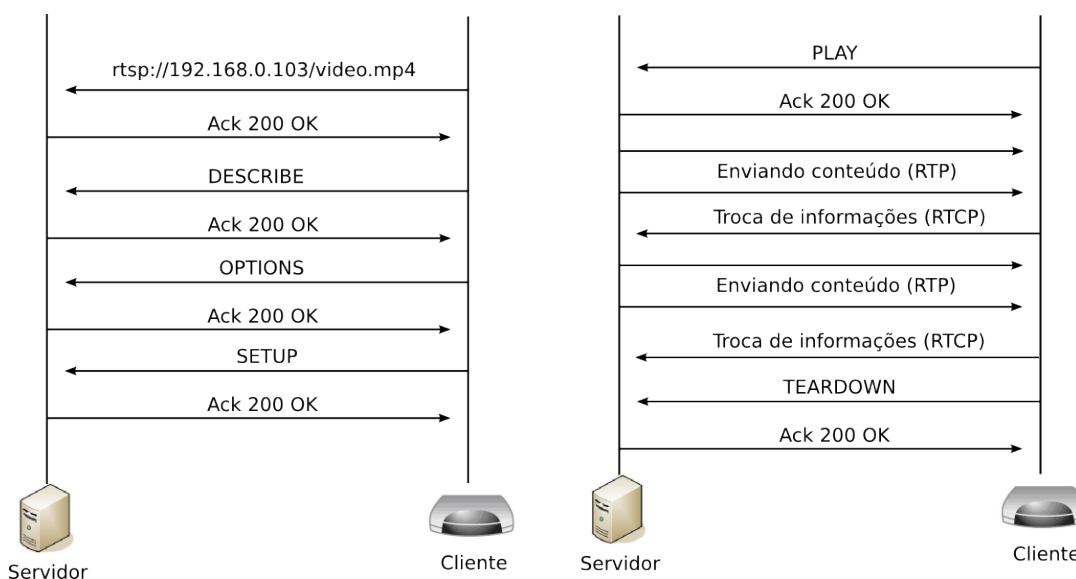 rtsp://192.168.0.103/video.mp4
Ack 200 OK
DESCRIBE
Ack 200 OK
OPTIONS
Ack 200 OK
SETUP
Ack 200 OK
Servidor
Cliente
PLAY
Ack 200 OK
Enviando conteúdo (RTP)
Troca de informações (RTCP)
Enviando conteúdo (RTP)
Troca de informações (RTCP)
TEARDOWN
Ack 200 OK
Servidor
Cliente